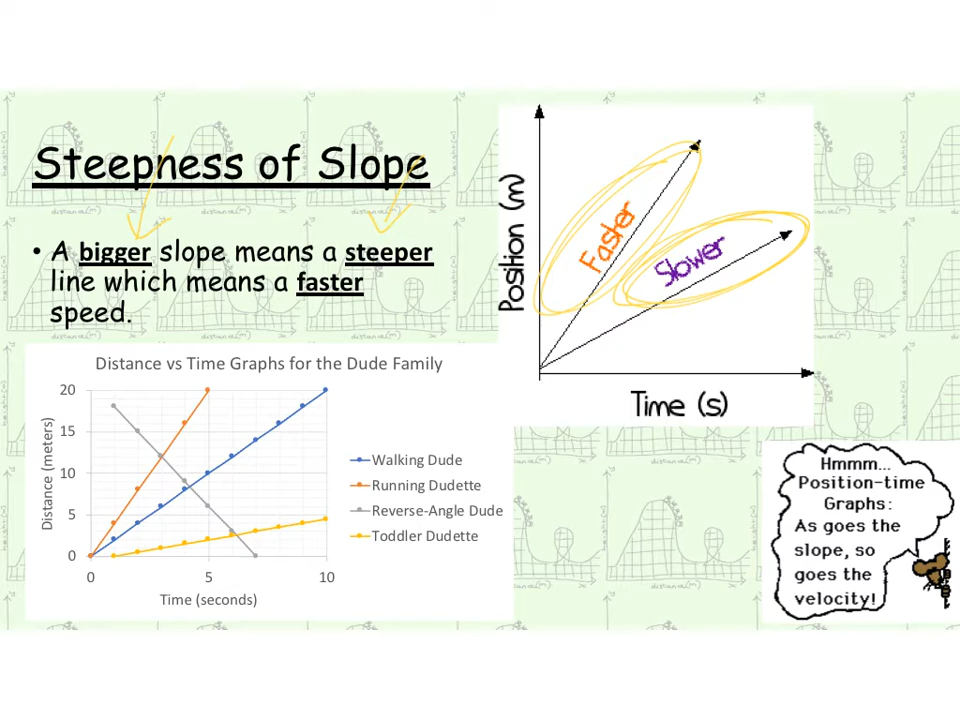 Steepness of Slope
• A bigger slope means a steeper
line which means a faster
speed.
Position (m)
Faster
Slower
Time (s)
Distance vs Time Graphs for the Dude Family
Distance (meters)
20
15
10
5
0
0 5 10
Time (seconds)
Walking Dude
Running Dudette
Reverse-Angle Dude
Toddler Dudette
Hmmm...
Position-time
Graphs:
As goes the
slope, so
goes the
velocity!